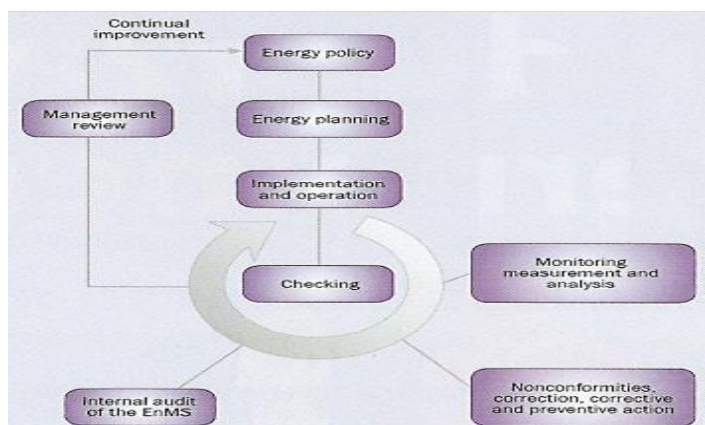 Continual
improvement
Energy policy
Management
review
Energy planning
Implementation
and operation
Checking
Monitoring
measurement and
analysis
Internal audit
of the EnMS
Nonconformities,
correction, corrective
and preventive action